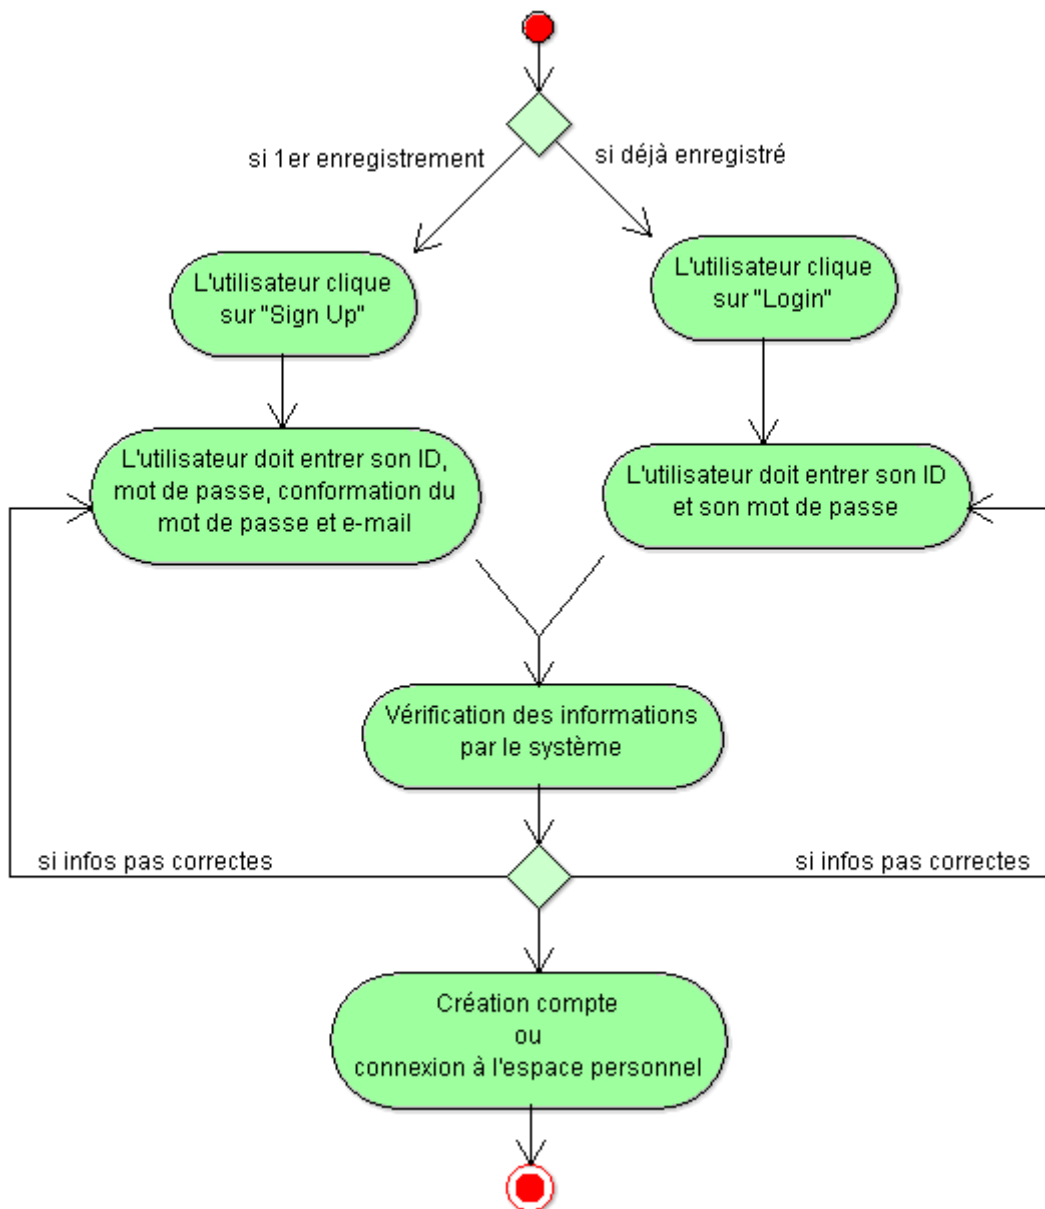 si 1er enregistrement
si déjà enregistré
L'utilisateur clique
sur "Sign Up"
L'utilisateur clique
sur "Login"
L'utilisateur doit entrer son ID,
mot de passe, conformation du
mot de passe et e-mail
L'utilisateur doit entrer son ID
et son mot de passe
Vérification des informations
par le système
si infos pas correctes
si infos pas correctes
Création compte
ou
connexion à l'espace personnel